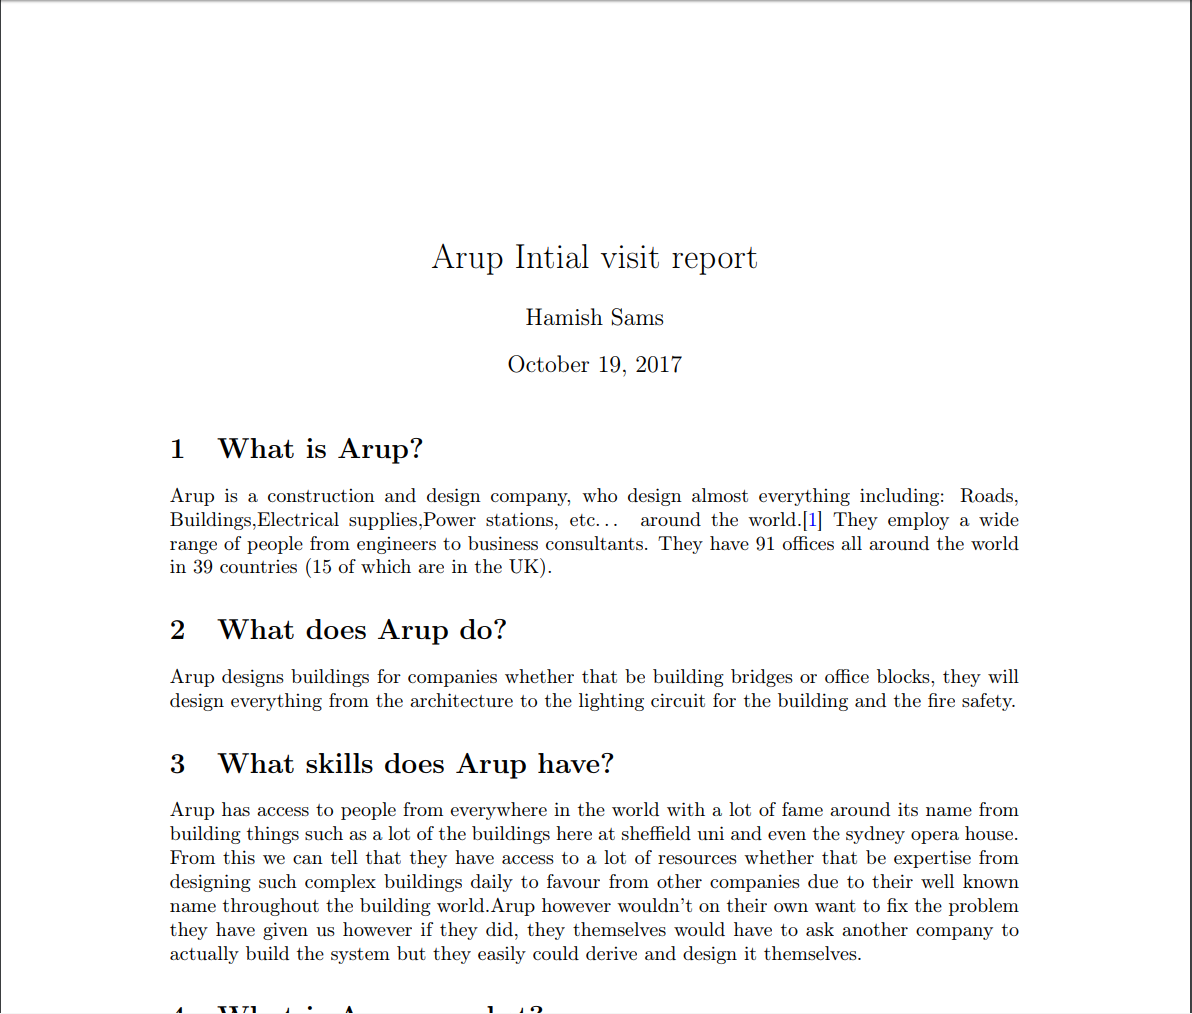 Arup Intial visit report
Hamish Sams
October 19, 2017
1 What is Arup?
Arup is a construction and design company, who design almost everything including: Roads,
Buildings,Electrical supplies,Power stations, etc... around the world.[1] They employ a wide
range of people from engineers to business consultants. They have 91 offices all around the world
in 39 countries (15 of which are in the UK).
2 What does Arup do?
Arup designs buildings for companies whether that be building bridges or office blocks, they will
design everything from the architecture to the lighting circuit for the building and the fire safety.
3 What skills does Arup have?
Arup has access to people from everywhere in the world with a lot of fame around its name from
building things such as a lot of the buildings here at sheffield uni and even the sydney opera house.
From this we can tell that they have access to a lot of resources whether that be expertise from
designing such complex buildings daily to favour from other companies due to their well known
name throughout the building world.Arup however wouldn't on their own want to fix the problem
they have given us however if they did, they themselves would have to ask another company to
actually build the system but they easily could derive and design it themselves.